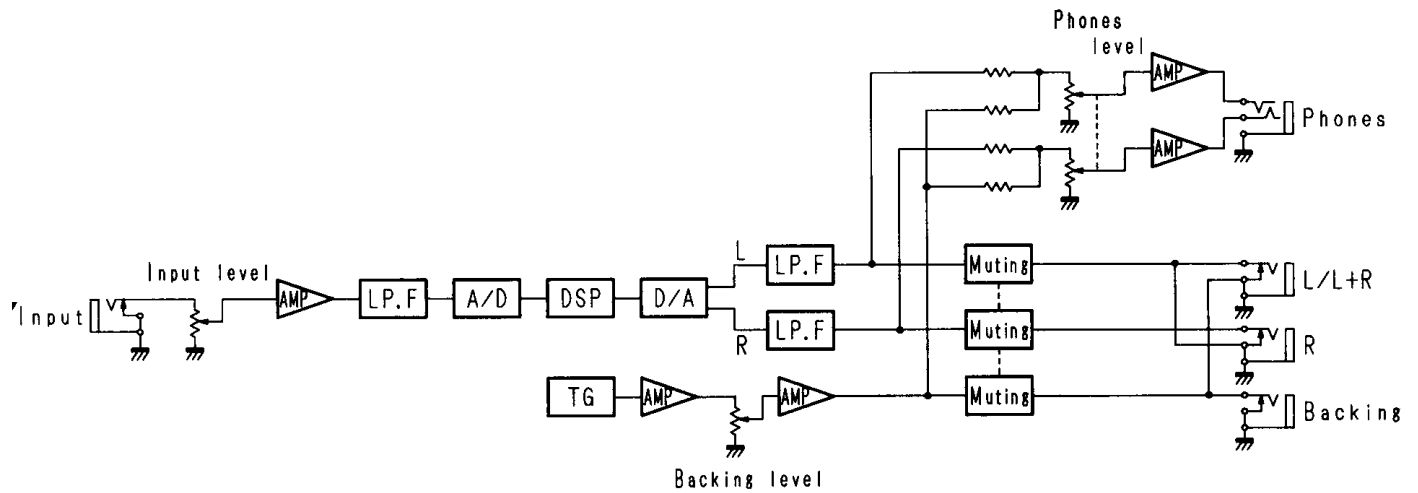 Phones
level
AMP
Phones
AMP
L
LP.F
Muting
L/L+R
Input level
Input
AMP
LP.F
A/D
DSP
D/A
R
LP.F
Muting
R
TG
AMP
AMP
Muting
Backing
Backing level